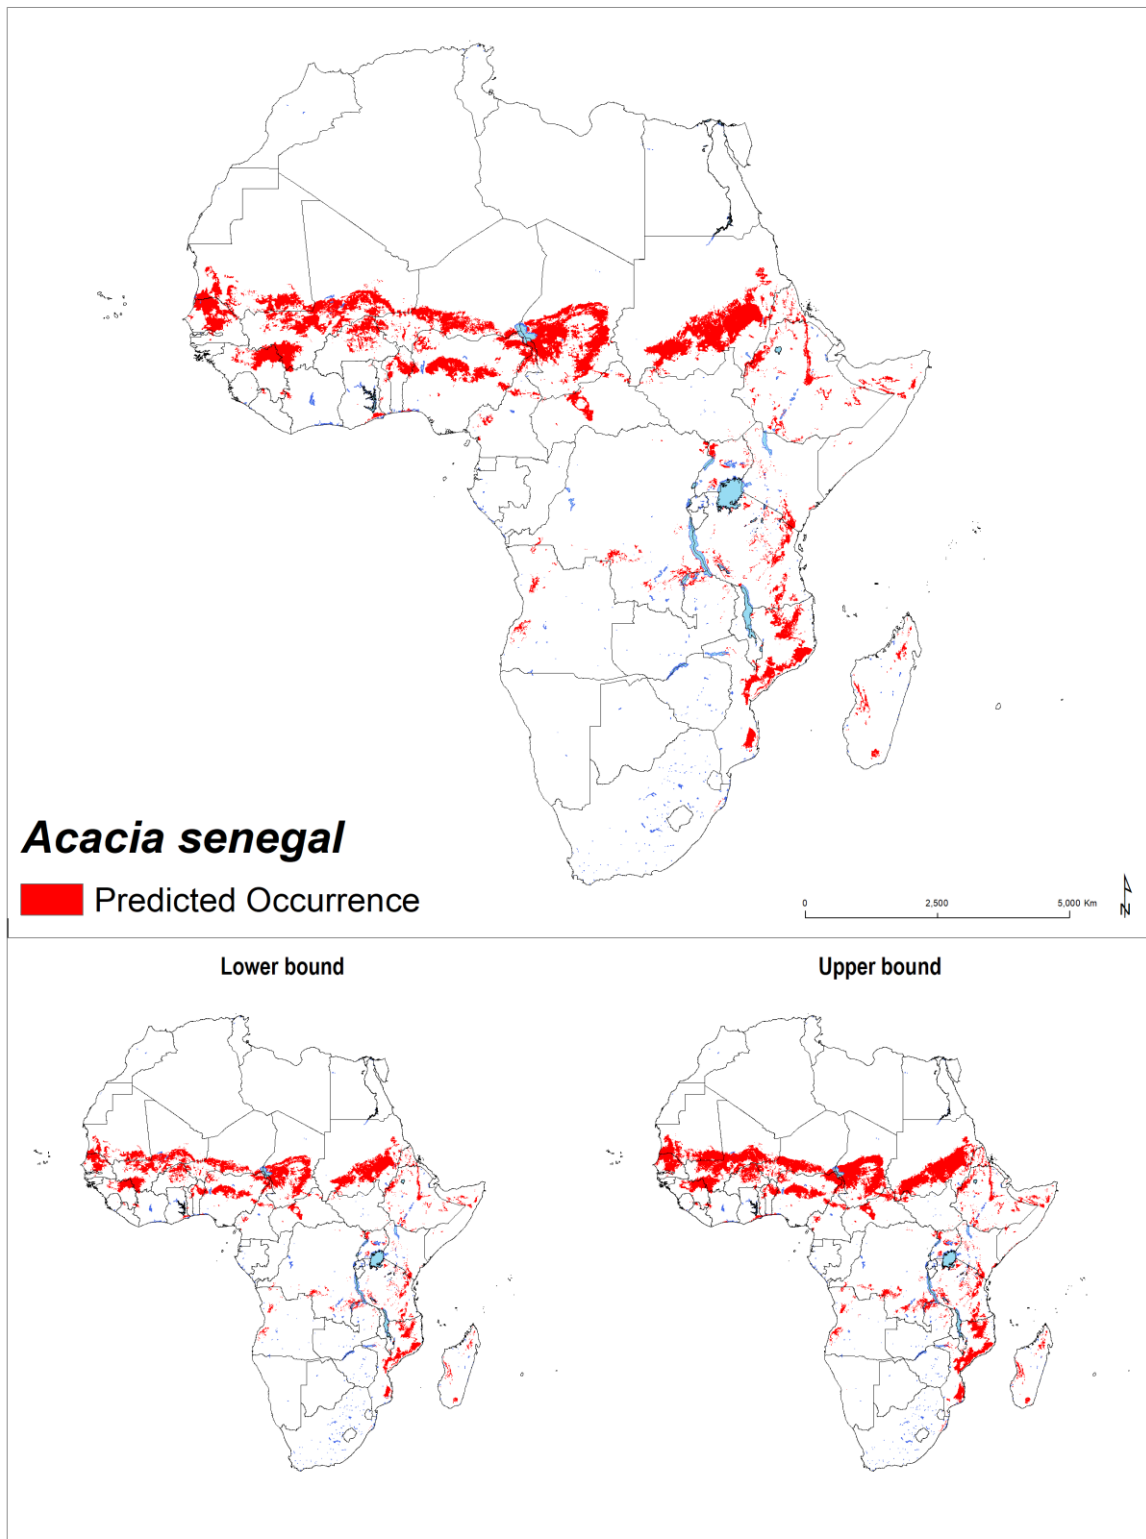 Acacia senegal
Predicted Occurrence
0 2,500 5,000 Km
N
Lower bound
Upper bound